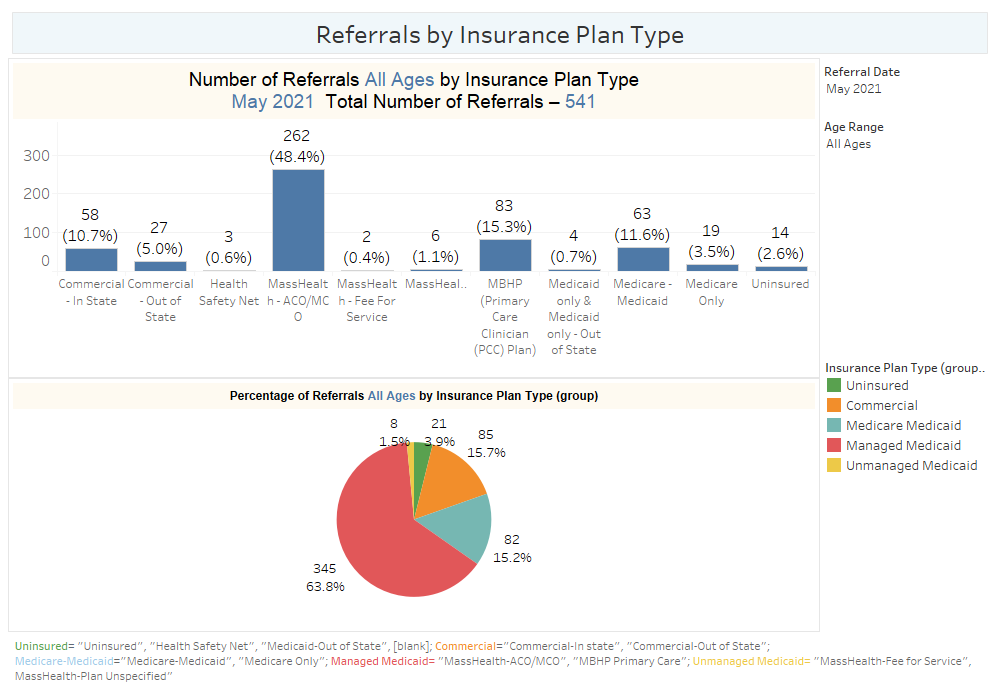 Referrals by Insurance Plan Type
Number of Referrals All Ages by Insurance Plan Type
May 2021 Total Number of Referrals – 541
Referral Date
May 2021
Age Range
All Ages
300
200
100
0
58
(10.7%)
27
(5.0%)
3
(0.6%)
262
(48.4%)
2
(0.4%)
6
(1.1%)
83
(15.3%)
4
(0.7%)
63
(11.6%)
19
(3.5%)
14
(2.6%)
Commercial
- In State
Commercial
- Out of
State
Health
Safety Net
MassHealt
h - ACO/MC
O
MassHealt
h - Fee For
Service
MassHeal..
MBHP
(Primary
Care
Clinician
(PCC) Plan)
Medicaid
only &
Medicaid
only - Out
of State
Medicare -
Medicaid
Medicare
Only
Uninsured
Percentage of Referrals All Ages by Insurance Plan Type (group)
8
1.5%
21
3.9%
85
15.7%
82
15.2%
345
63.8%
Insurance Plan Type (group..
Uninsured
Commercial
Medicare Medicaid
Managed Medicaid
Unmanaged Medicaid
Uninsured= "Uninsured", "Health Safety Net", "Medicaid-Out of State", [blank]; Commercial="Commercial-In state", "Commercial-Out of State";
Medicare-Medicaid="Medicare-Medicaid", "Medicare Only"; Managed Medicaid= "MassHealth-ACO/MCO", "MBHP Primary Care"; Unmanaged Medicaid= "MassHealth-Fee for Service",
MassHealth-Plan Unspecified"